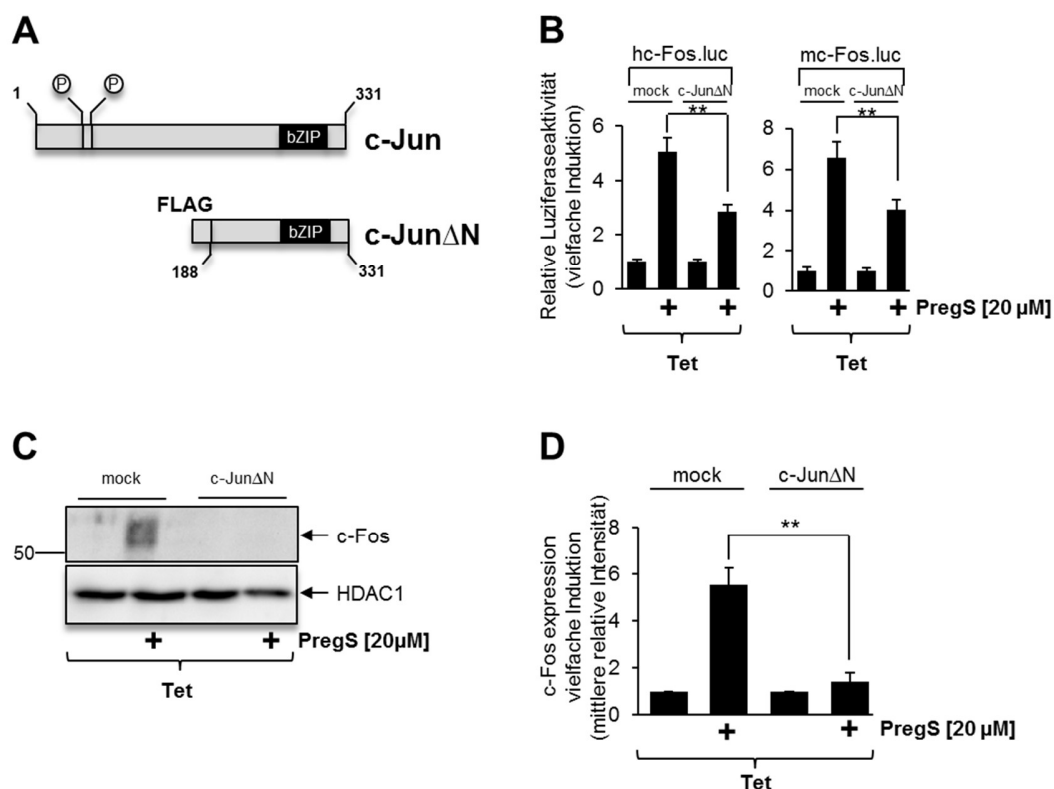 A
P P
1
331
bZIP
c-Jun
FLAG
bZIP
c-JunΔN
188
331
B
hc-Fos.luc
mc-Fos.luc
mock c-JunΔN
mock c-JunΔN
**
**
Relative Luziferaseaktivität
(vielfache Induktion)
6
4
2
0
8
6
4
2
0
+ +
+ +
PregS [20 µM]
Tet
Tet
C
mock
c-JunΔN
50
c-Fos
HDAC1
+ +
PregS [20µM]
Tet
D
mock
c-JunΔN
**
c-Fos expression
vielfache Induktion
(mittlere relative Intensität)
8
6
4
2
0
+ +
PregS [20 µM]
Tet